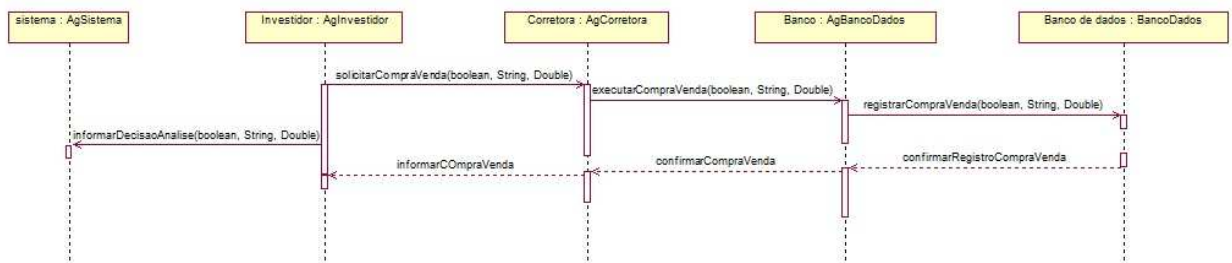 sistema : AgSistema
Investidor : AgInvestidor
Corretora : AgCorretora
Banco : AgBancoDados
Banco de dados : BancoDados
solicitarCompraVenda(boolean, String, Double)
executarCompraVenda(boolean, String, Double)
registrarCompraVenda(boolean, String, Double)
informarDecisaoAnalise(boolean, String, Double)
informarCOmpraVenda
confirmarCompraVenda
confirmarRegistroCompraVenda